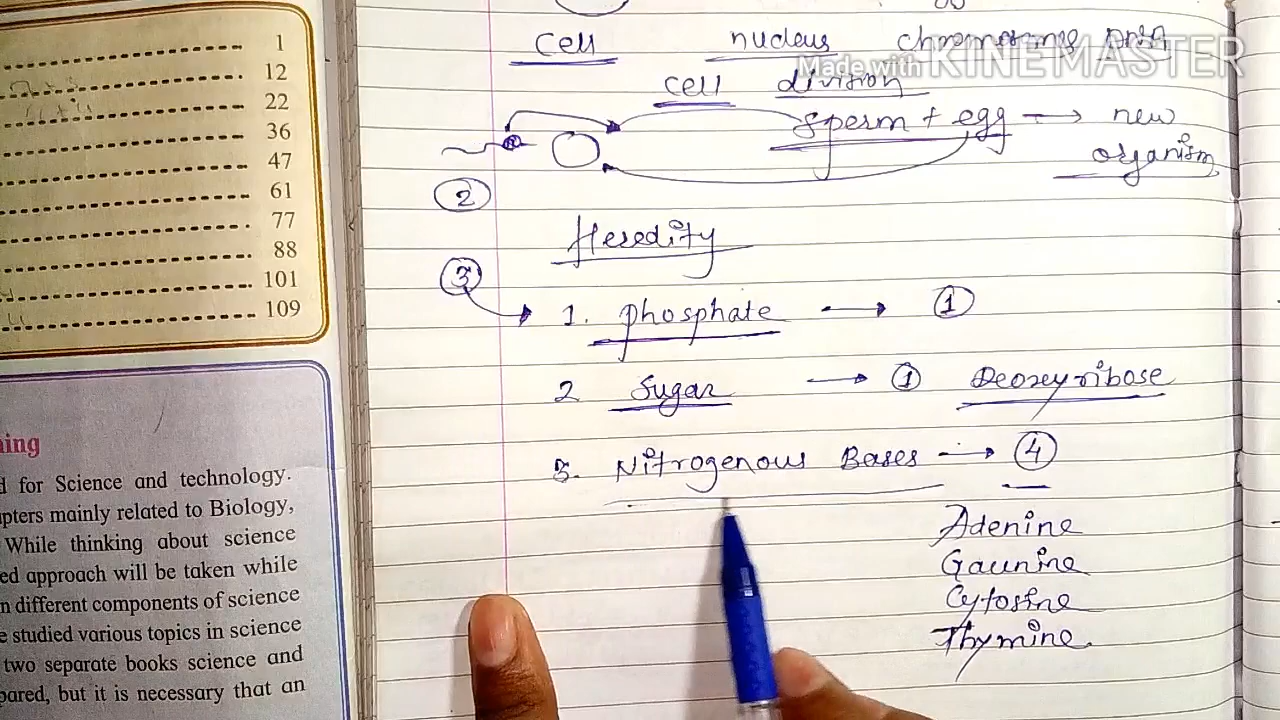 1
12
22
36
47
61
77
88
101
109
ning
d for Science and technology.
pters mainly related to Biology,
While thinking about science
ed approach will be taken while
n different components of science
e studied various topics in science
two separate books science and
pared, but it is necessary that an
Cell nucleus
Made with KINEMASTER
cell division
sperm + egg → new
organism
2
Heredity
3
1. phosphate → 1
2 Sugar → 1 Deoxeyribose
3. Nitrogenous Bases → 4
Adenine
Gaunine
Cytosine
Thymine